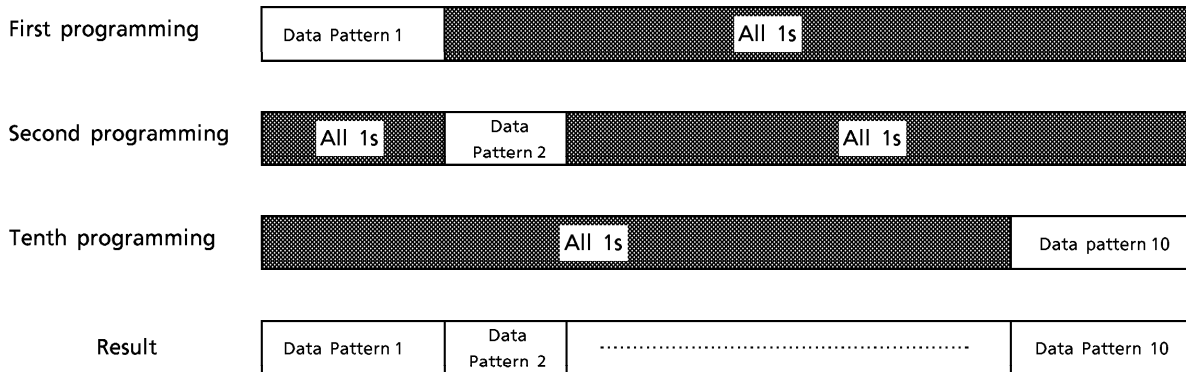 First programming
Data Pattern 1
All 1s
Second programming
All 1s
Data
Pattern 2
All 1s
Tenth programming
All 1s
Data pattern 10
Result
Data Pattern 1
Data
Pattern 2
Data Pattern 10